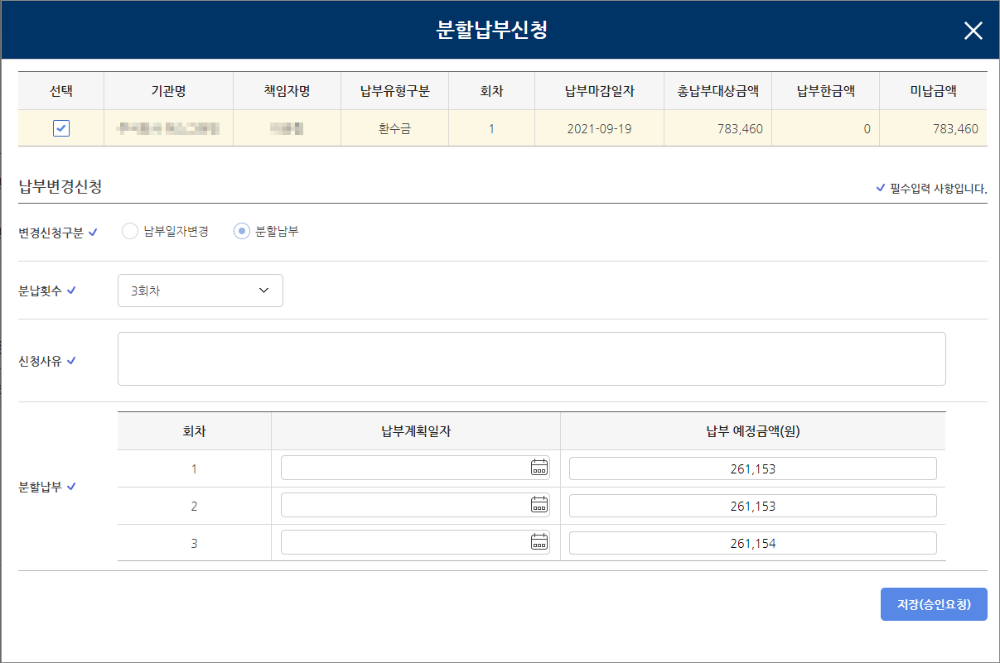 분할납부신청
선택 기관명 책임자명 납부유형구분 회차 납부마감일자 총납부대상금액 납부한금액 미납금액
환수금 1 2021-09-19 783,460 0 783,460
납부변경신청 필수입력 사항입니다.
변경신청구분 납부일자변경 분할납부
분납횟수 3회차
신청사유
회차 납부계획일자 납부 예정금액(원)
1 261,153
분할납부
2 261,153
3 261,154
저장(승인요청)